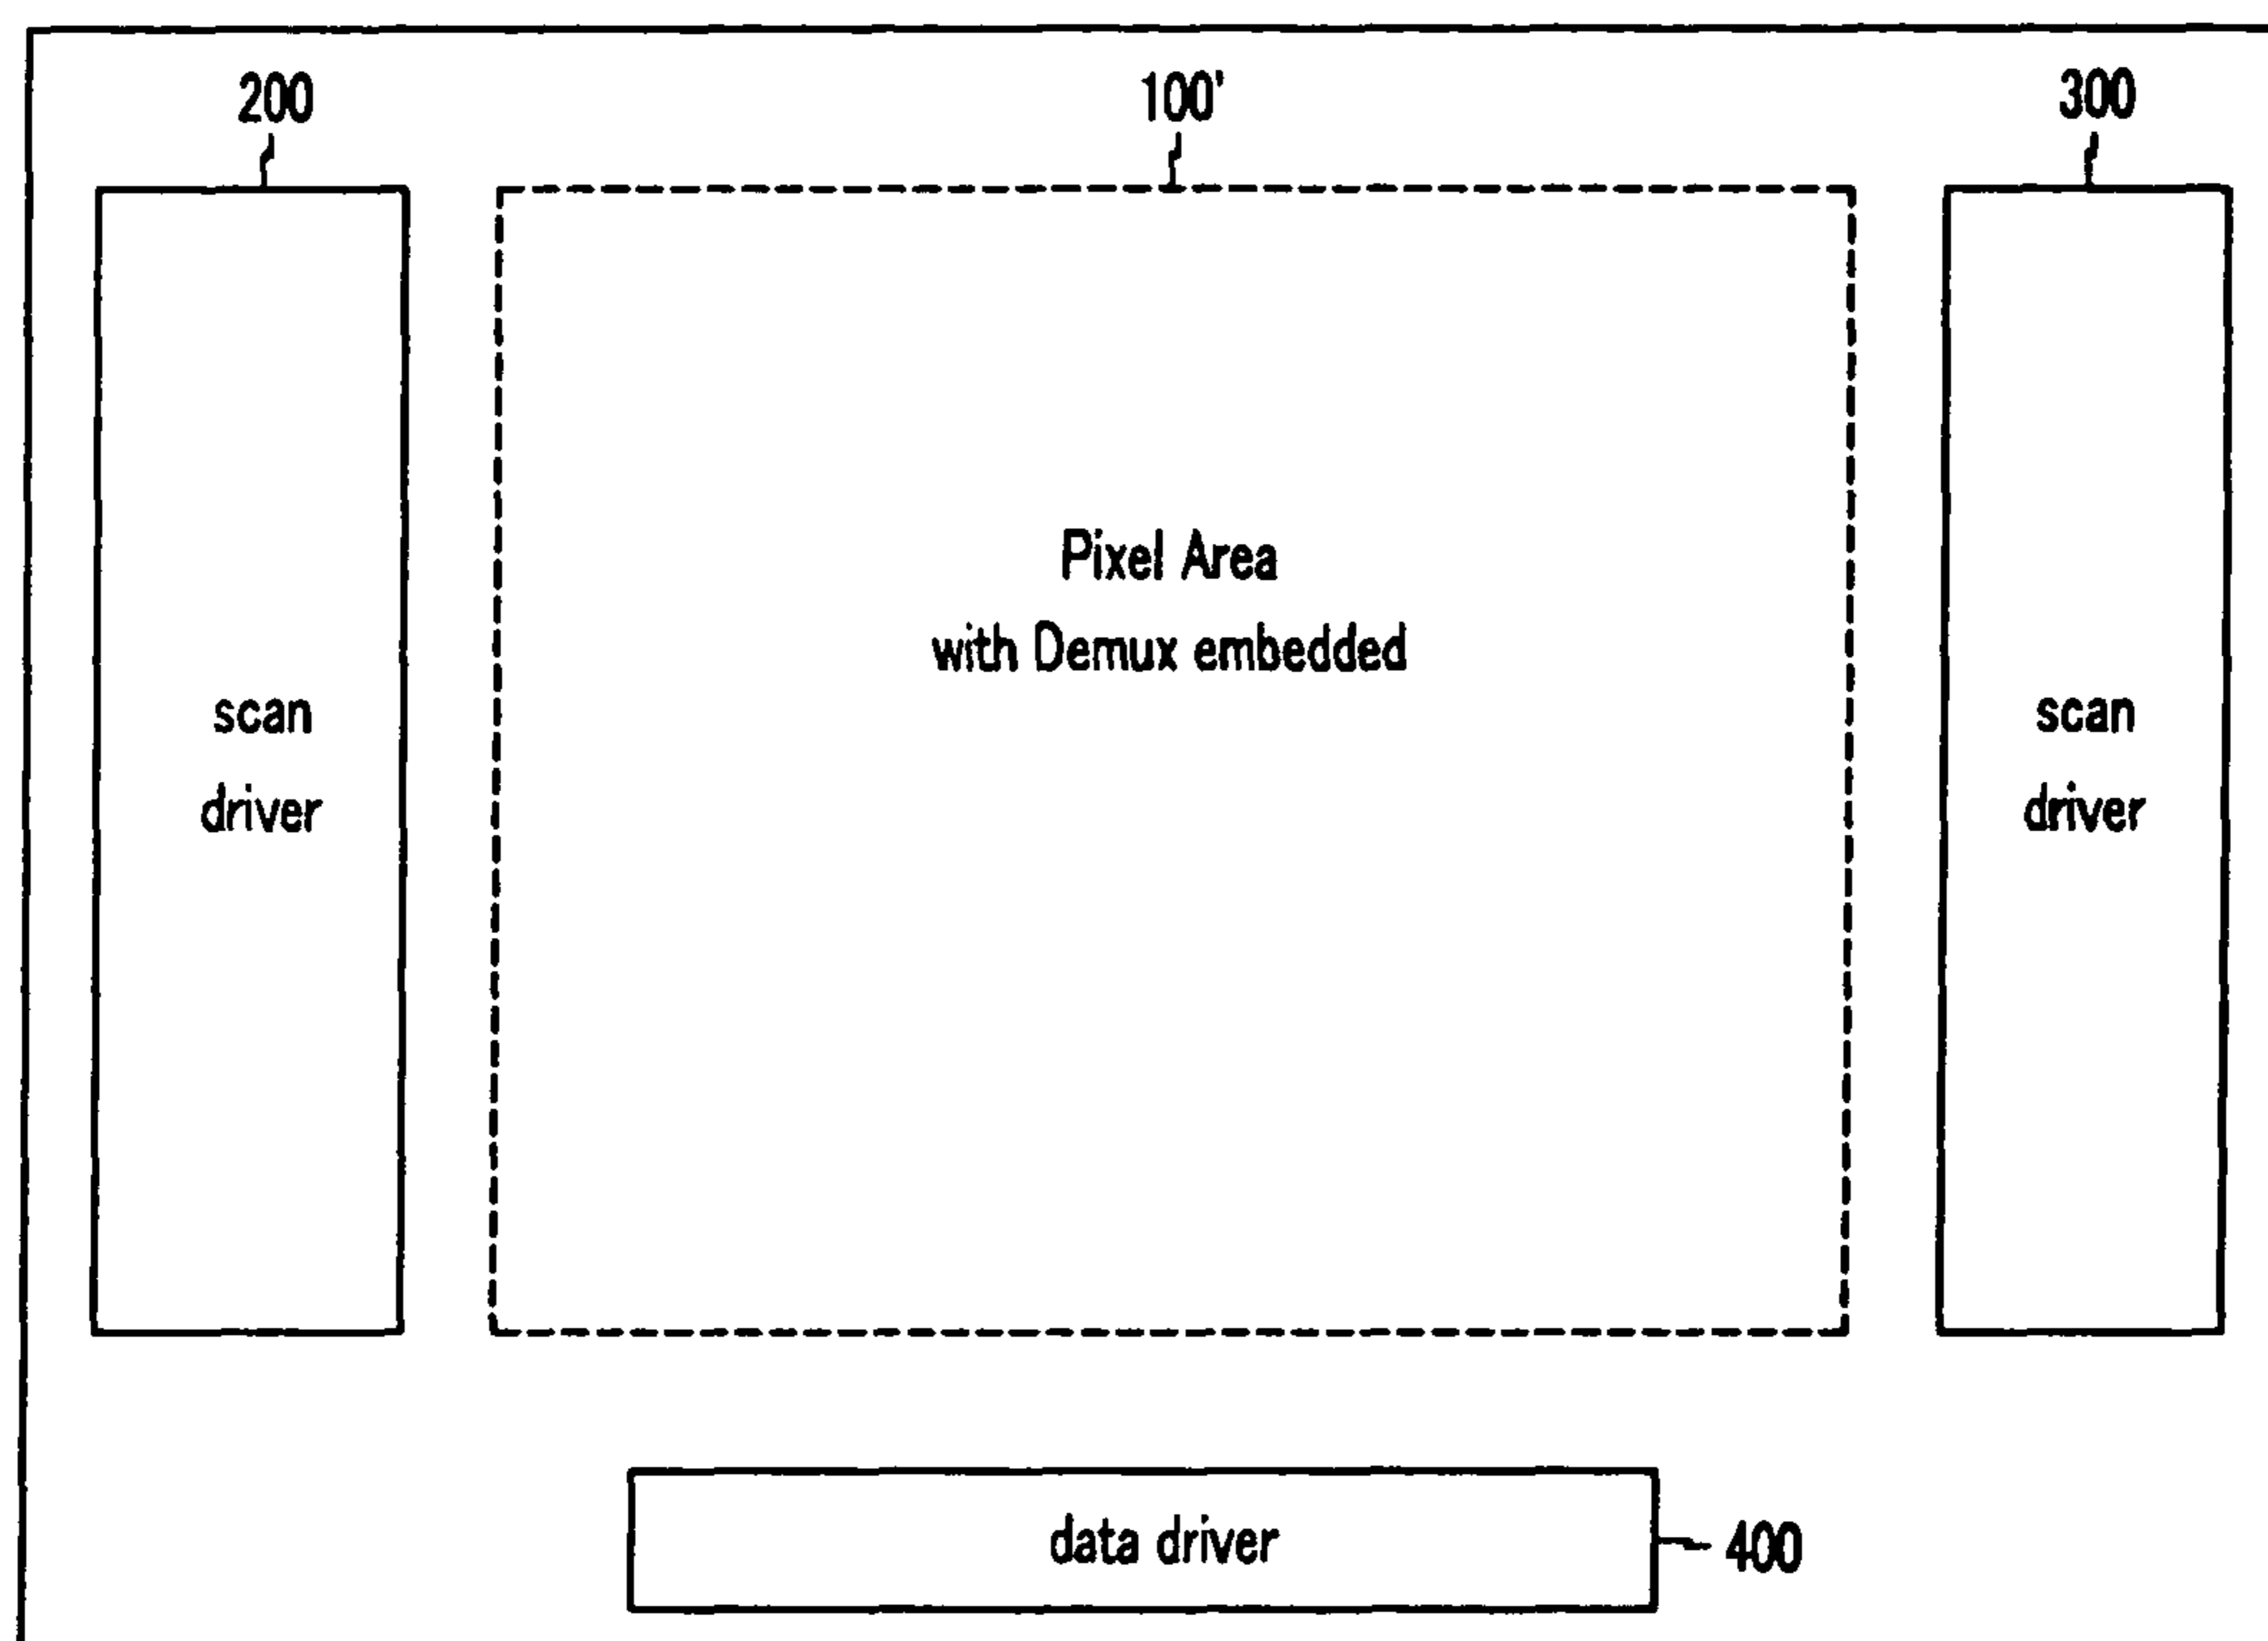 200
100'
300
Pixel Area
with Demux embedded
scan
driver
scan
driver
data driver
400